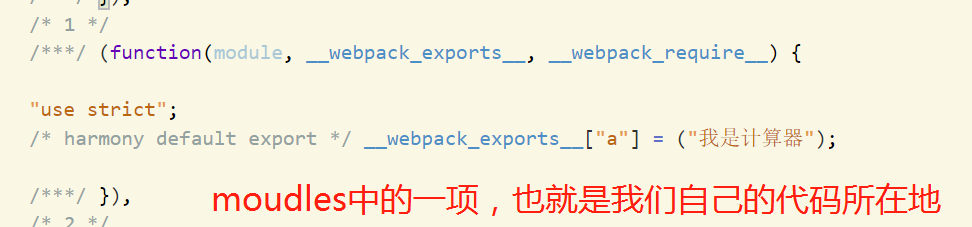 /***/ }),
/* 1 */
/***/ (function(module, __webpack_exports__, __webpack_require__) {
"use strict";
/* harmony default export */ __webpack_exports__["a"] = ("我是计算器");
/***/ }),
moudles中的一项，也就是我们自己的代码所在地
/* 2 */